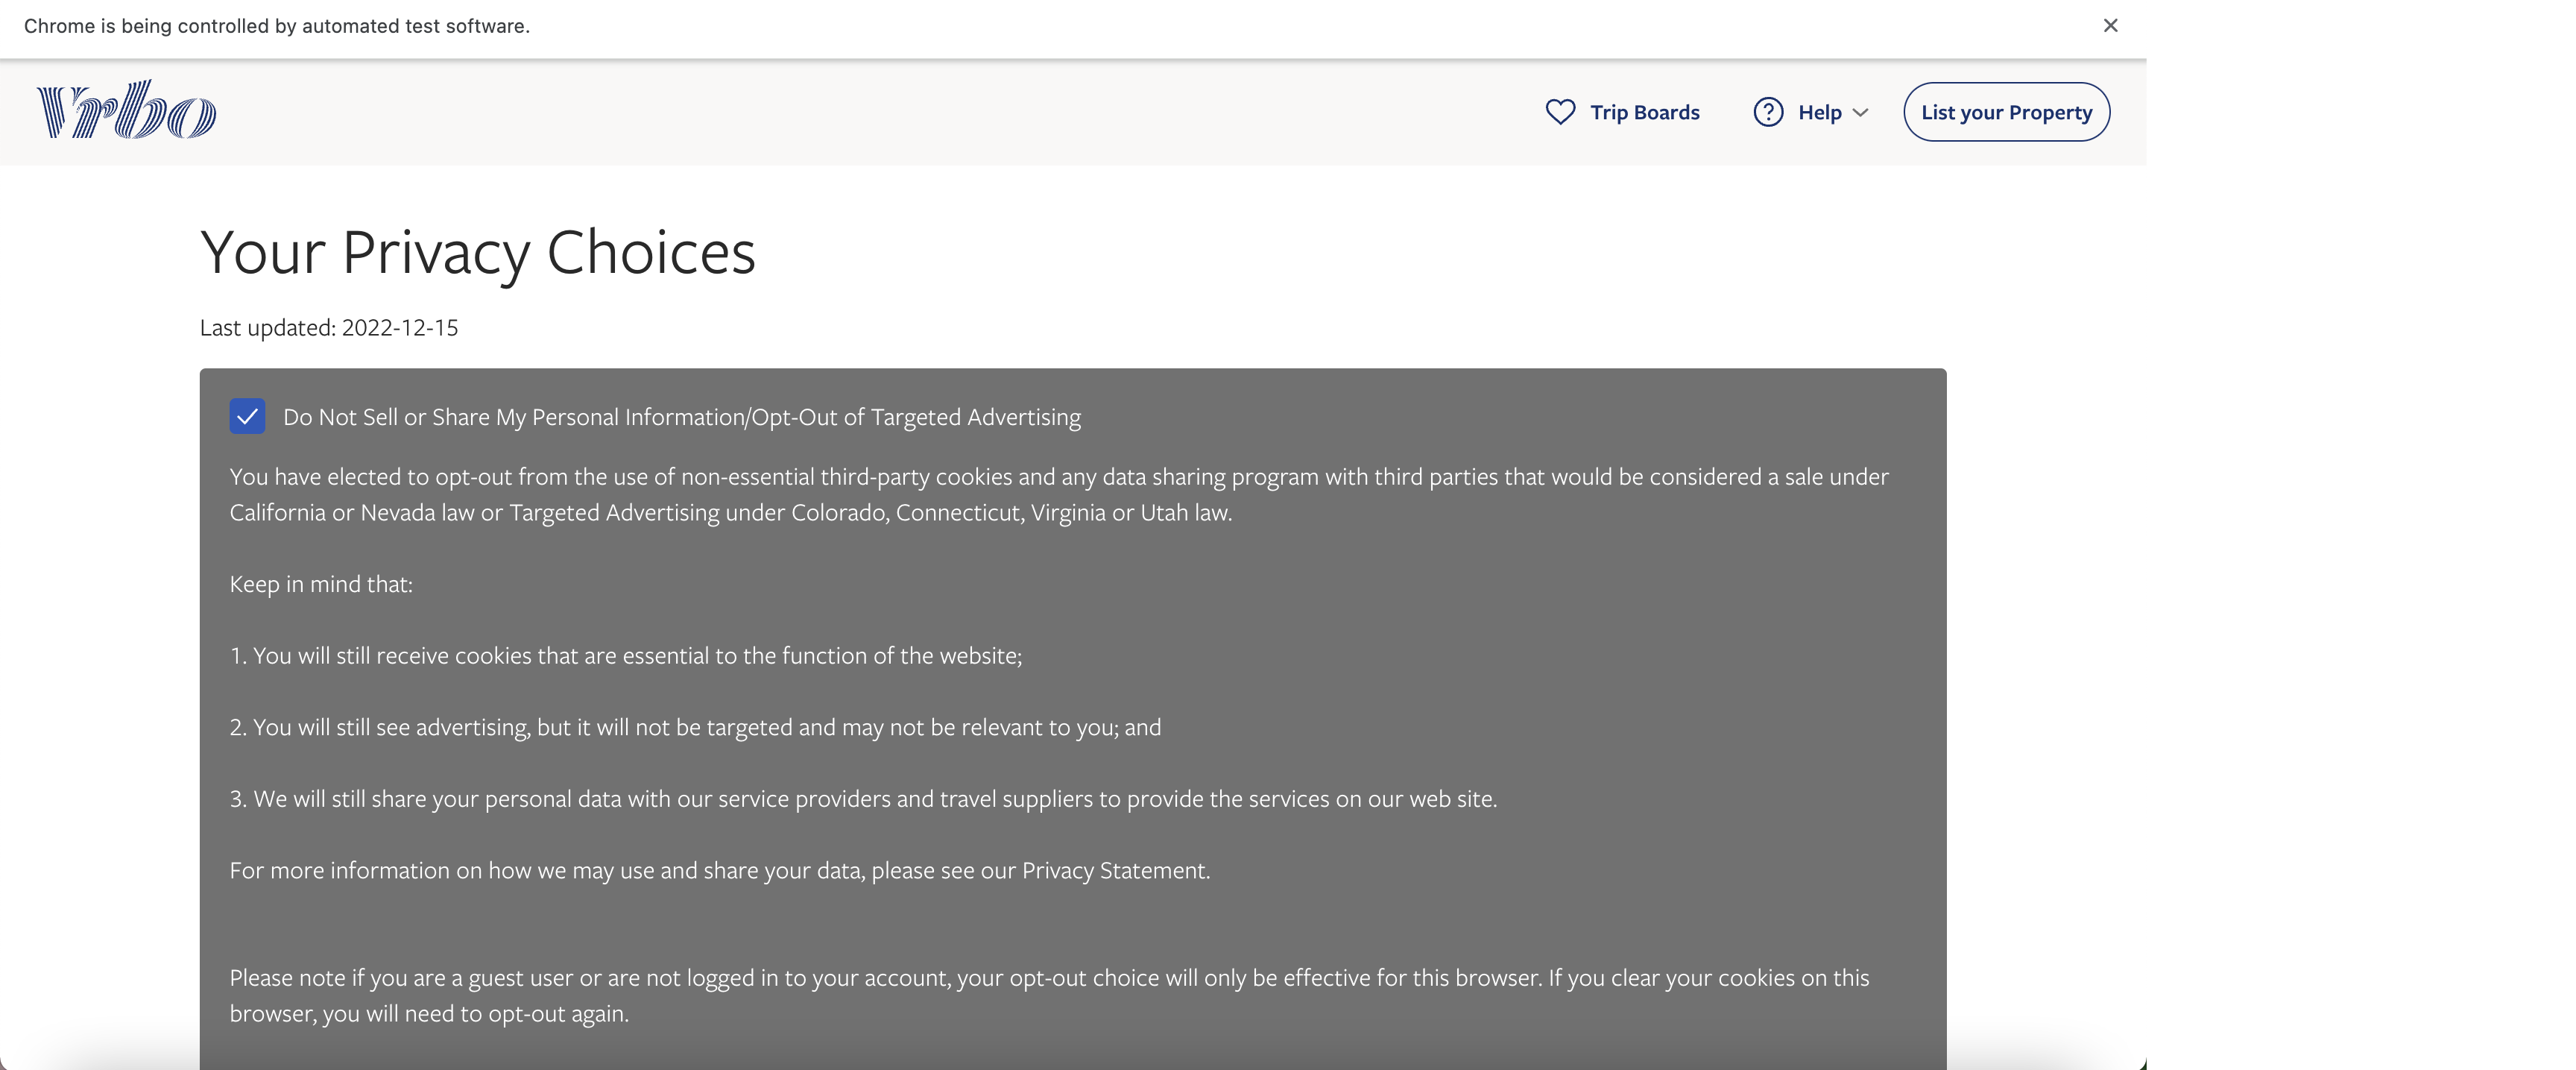 Chrome is being controlled by automated test software.
Vrbo
Trip Boards
Help
List your Property
Your Privacy Choices
Last updated: 2022-12-15
Do Not Sell or Share My Personal Information/Opt-Out of Targeted Advertising
You have elected to opt-out from the use of non-essential third-party cookies and any data sharing program with third parties that would be considered a sale under
California or Nevada law or Targeted Advertising under Colorado, Connecticut, Virginia or Utah law.
Keep in mind that:
1. You will still receive cookies that are essential to the function of the website;
2. You will still see advertising, but it will not be targeted and may not be relevant to you; and
3. We will still share your personal data with our service providers and travel suppliers to provide the services on our web site.
For more information on how we may use and share your data, please see our Privacy Statement.
Please note if you are a guest user or are not logged in to your account, your opt-out choice will only be effective for this browser. If you clear your cookies on this
browser, you will need to opt-out again.